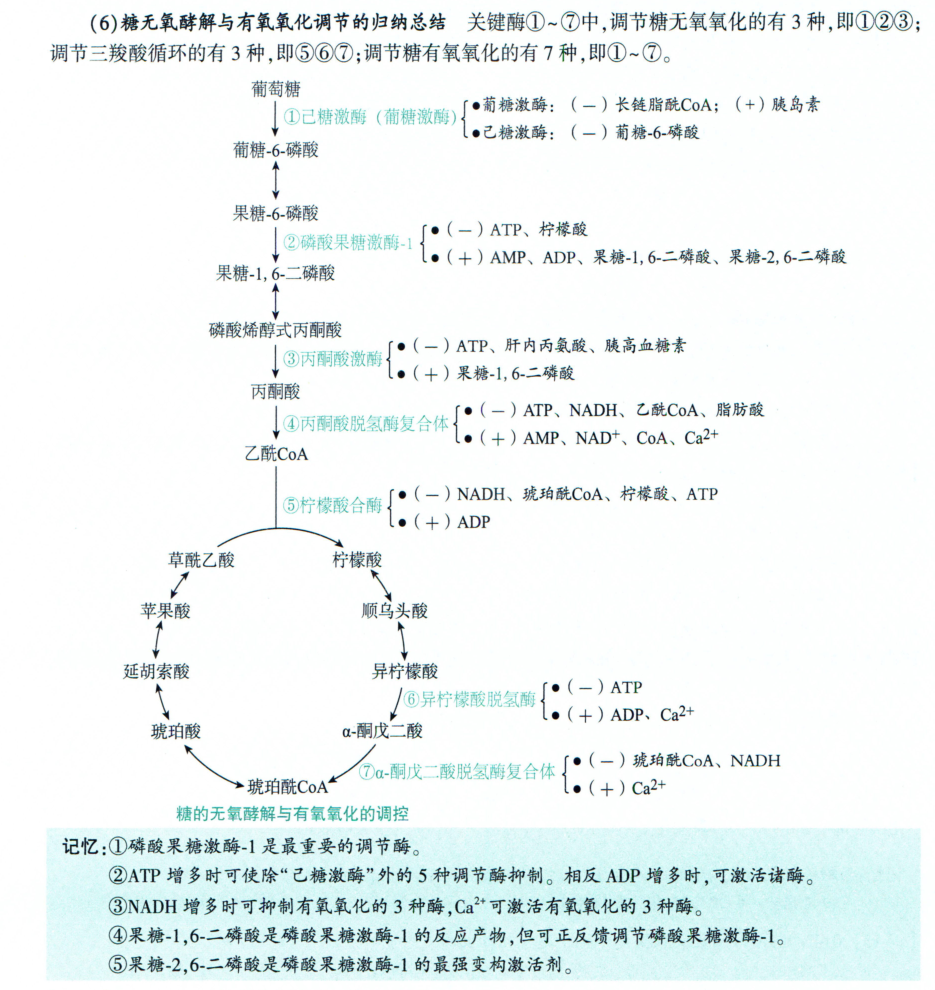 (6)糖无氧酵解与有氧氧化调节的归纳总结 关键酶①~⑦中,调节糖无氧氧化的有3种,即①②③;
调节三羧酸循环的有3种,即⑤⑥⑦;调节糖有氧氧化的有7种,即①~⑦。
葡萄糖
①己糖激酶(葡糖激酶)
●葡糖激酶:(—)长链脂酰CoA;(+)胰岛素
●己糖激酶:(—)葡糖-6-磷酸
葡糖-6-磷酸
果糖-6-磷酸
②磷酸果糖激酶-1
●(—)ATP、柠檬酸
●(+)AMP、ADP、果糖-1,6-二磷酸、果糖-2,6-二磷酸
果糖-1,6-二磷酸
磷酸烯醇式丙酮酸
③丙酮酸激酶
●(—)ATP、肝内丙氨酸、胰高血糖素
●(+)果糖-1,6-二磷酸
丙酮酸
④丙酮酸脱氢酶复合体
●(—)ATP、NADH、乙酰CoA、脂肪酸
●(+)AMP、NAD+、CoA、Ca2+
乙酰CoA
⑤柠檬酸合酶
●(—)NADH、琥珀酰CoA、柠檬酸、ATP
●(+)ADP
草酰乙酸
柠檬酸
苹果酸
顺乌头酸
延胡索酸
异柠檬酸
⑥异柠檬酸脱氢酶
●(—)ATP
●(+)ADP、Ca2+
琥珀酸
α-酮戊二酸
⑦α-酮戊二酸脱氢酶复合体
●(—)琥珀酰CoA、NADH
●(+)Ca2+
琥珀酰CoA
糖的无氧酵解与有氧氧化的调控
记忆:①磷酸果糖激酶-1是最重要的调节酶。
②ATP增多时可使除“己糖激酶”外的5种调节酶抑制。相反ADP增多时,可激活诸酶。
③NADH增多时可抑制有氧氧化的3种酶,Ca2+可激活有氧氧化的3种酶。
④果糖-1,6-二磷酸是磷酸果糖激酶-1的反应产物,但可正反馈调节磷酸果糖激酶-1。
⑤果糖-2,6-二磷酸是磷酸果糖激酶-1的最强变构激活剂。